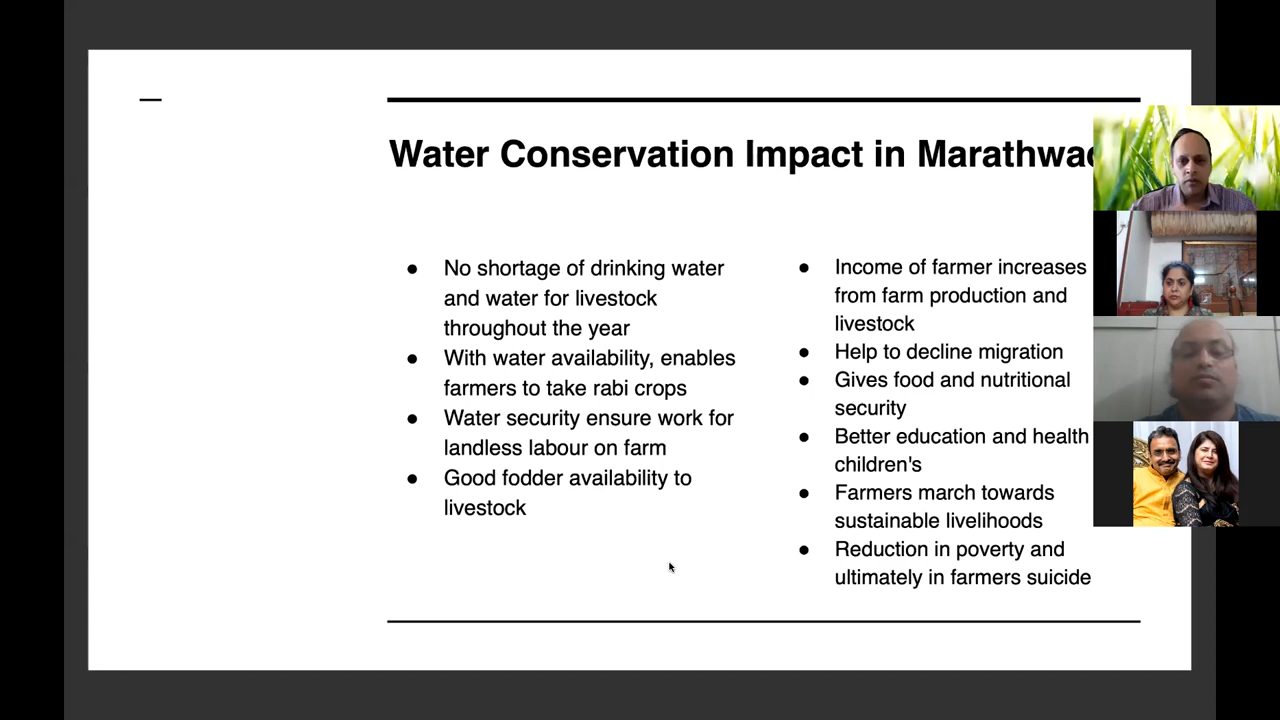 Water Conservation Impact in
● No shortage of drinking water
and water for livestock
throughout the year
● With water availability, enables
farmers to take rabi crops
● Water security ensure work for
landless labour on farm
● Good fodder availability to
livestock
● Income of farmer increases
from farm production and
livestock
● Help to decline migration
● Gives food and nutritional
security
● Better education and health
children's
● Farmers march towards
sustainable livelihoods
● Reduction in poverty and
ultimately in farmers suicide